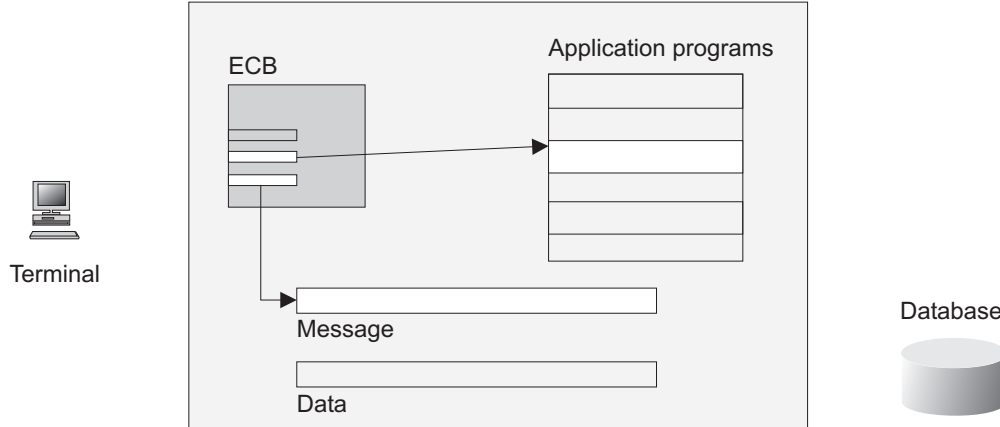 ECB
Application programs
Terminal
Message
Database
Data